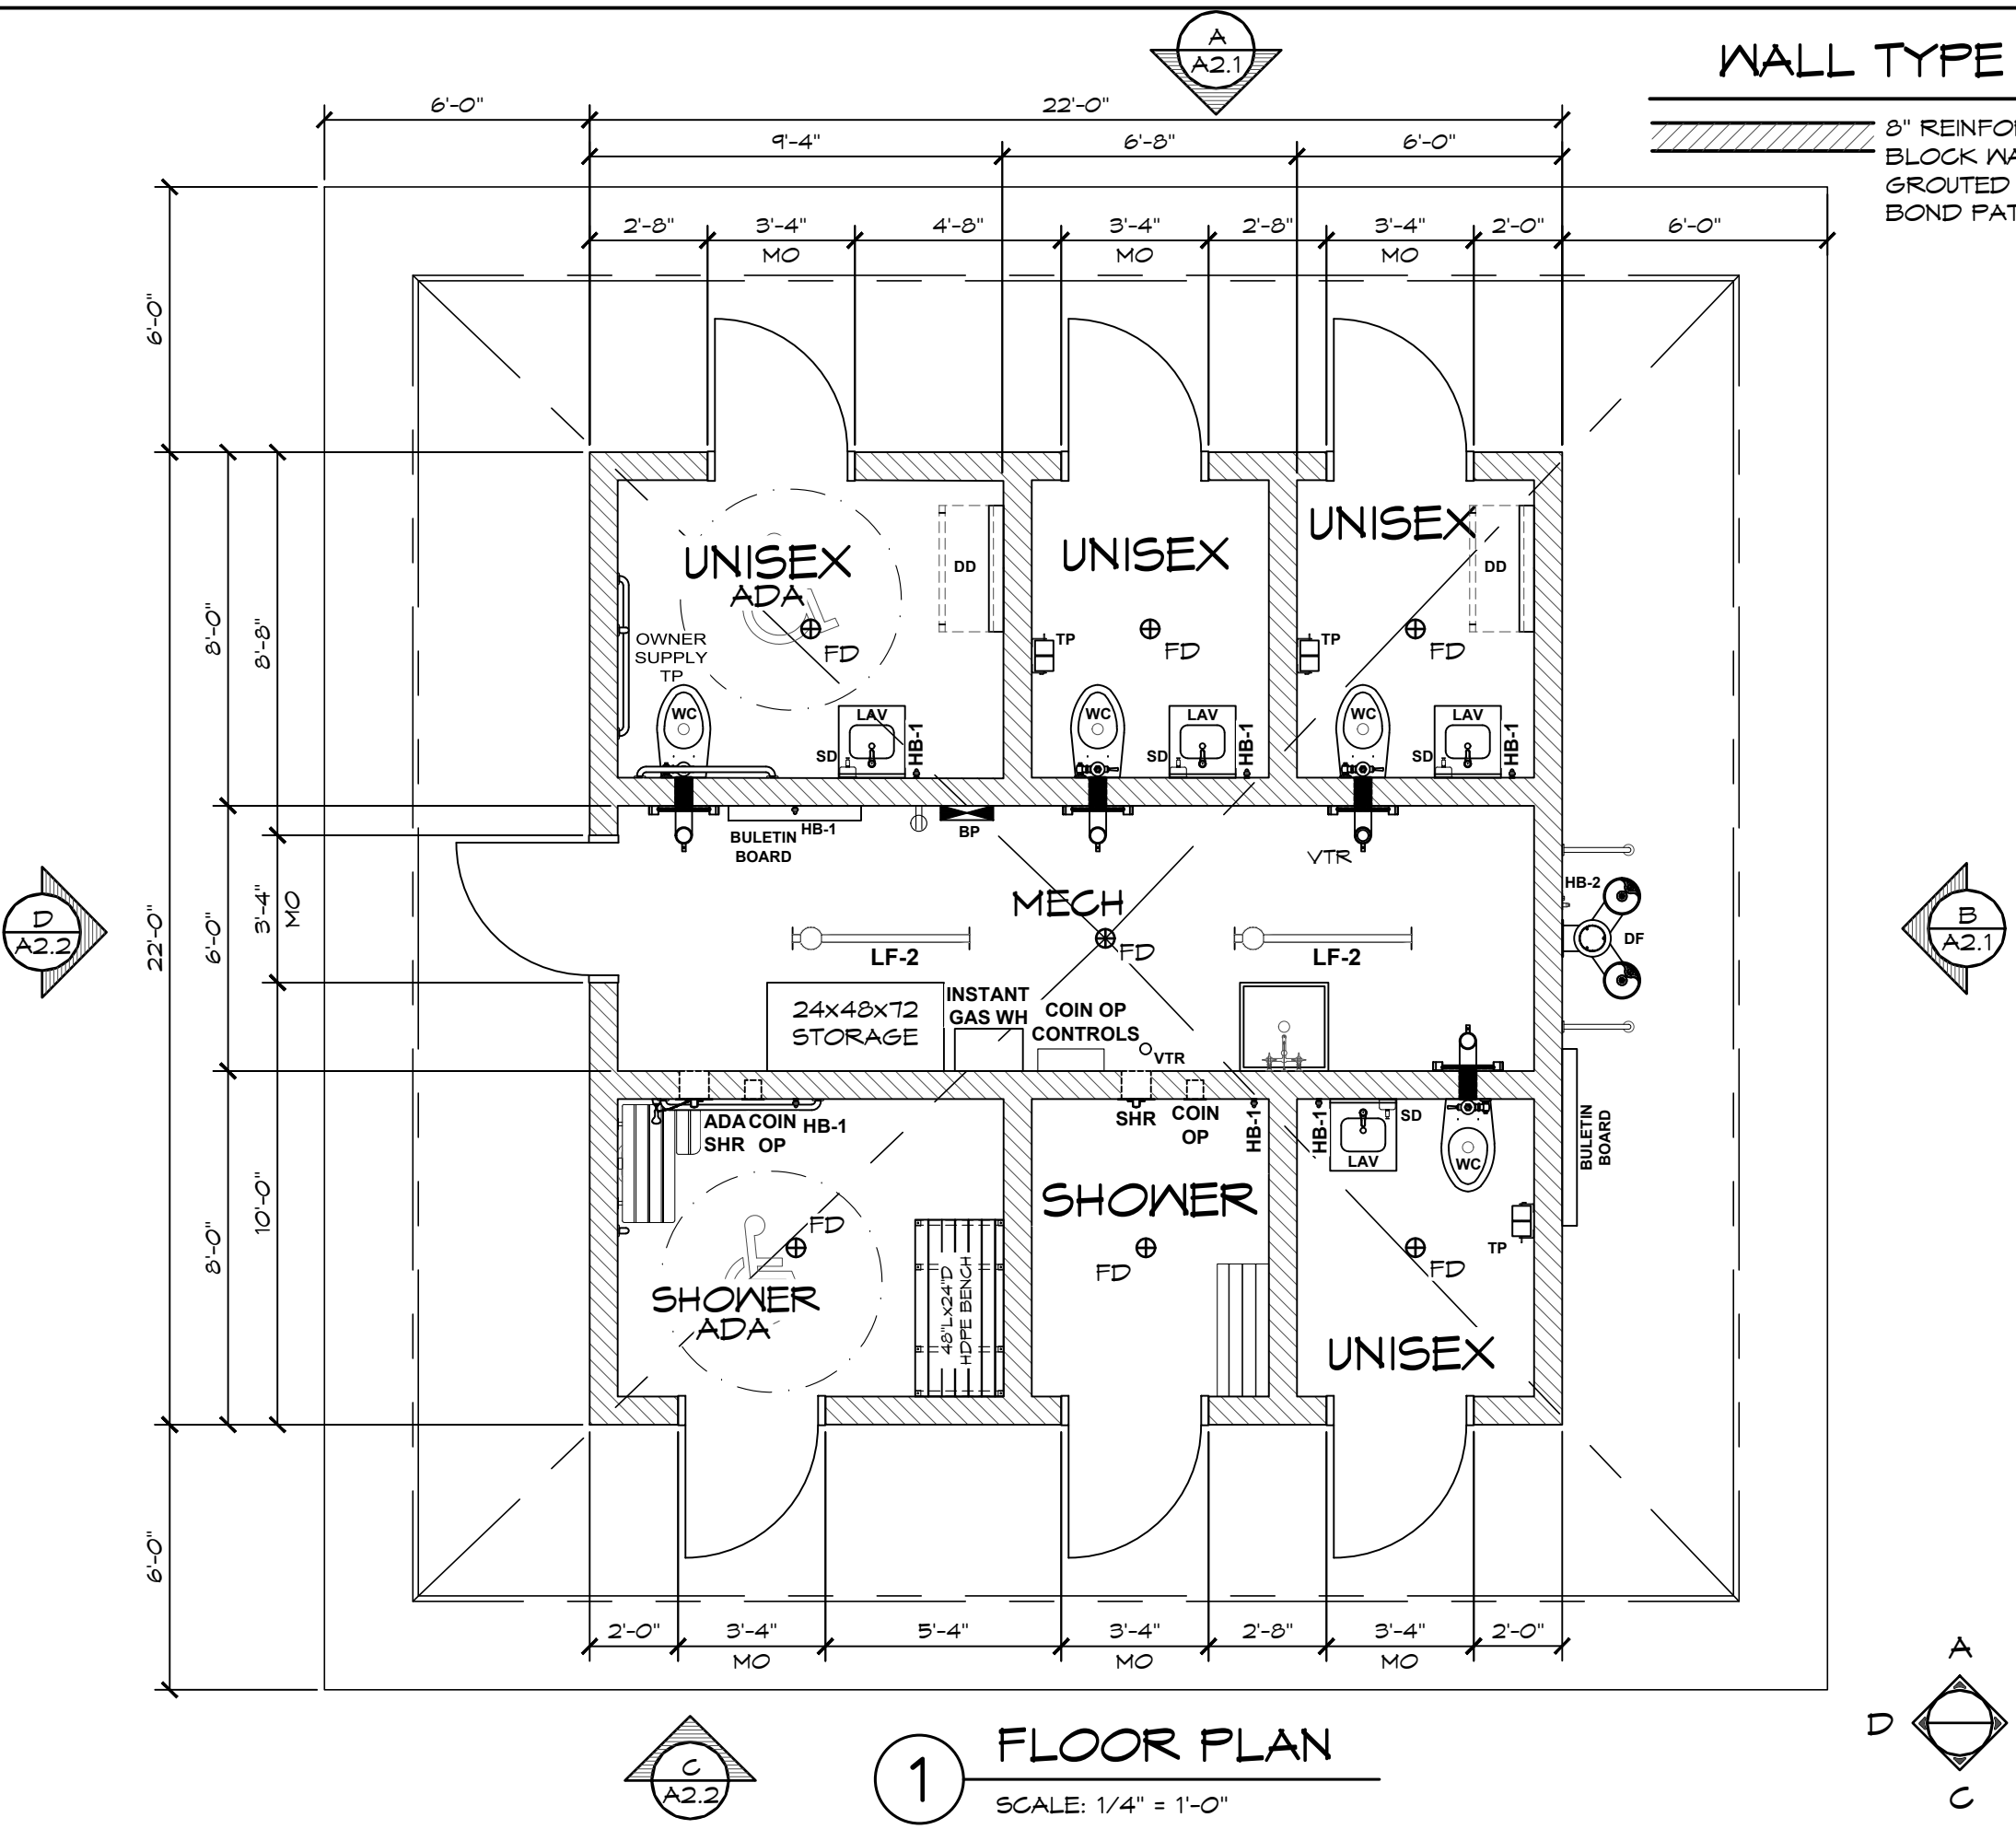 A
A2.1
WALL TYPE
8" REINFO
BLOCK WA
GROUTED
BOND PAT
6'-0"
22'-0"
9'-4"
6'-8"
6'-0"
2'-8"
3'-4"
MO
4'-8"
3'-4"
MO
2'-8"
3'-4"
MO
2'-0"
6'-0"
6'-0"
22'-0"
8'-0"
6'-0"
8'-0"
8'-8"
3'-4"
MO
10'-0"
6'-0"
UNISEX
ADA
OWNER
SUPPLY
TP
FD
DD
WC
LAV
SD
HB-1
UNISEX
TP
FD
WC
LAV
SD
HB-1
UNISEX
DD
TP
FD
WC
LAV
SD
HB-1
BULETIN
BOARD
HB-1
BP
VTR
MECH
FD
LF-2
LF-2
24x48x72
STORAGE
INSTANT
GAS WH
COIN OP
CONTROLS
VTR
HB-2
DF
D
A2.2
B
A2.1
ADA
SHR
COIN
OP
HB-1
SHR
COIN
OP
HB-1
HB-1
LAV
SD
WC
BULETIN
BOARD
FD
SHOWER
ADA
48"Lx24"D
HDPE BENCH
SHOWER
FD
TP
FD
UNISEX
2'-0"
3'-4"
MO
5'-4"
3'-4"
MO
2'-8"
3'-4"
MO
2'-0"
C
A2.2
1
FLOOR PLAN
SCALE: 1/4" = 1'-0"
A
D
C